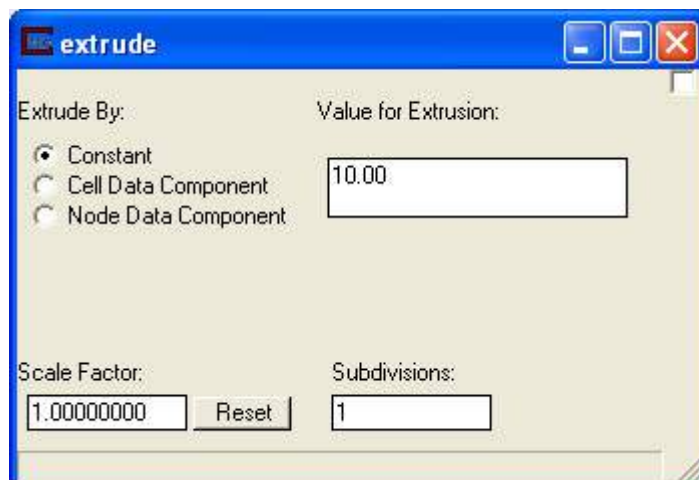 extrude
Extrude By:
Value for Extrusion:
Constant
Cell Data Component
Node Data Component
10.00
Scale Factor:
Subdivisions:
1.00000000
Reset
1